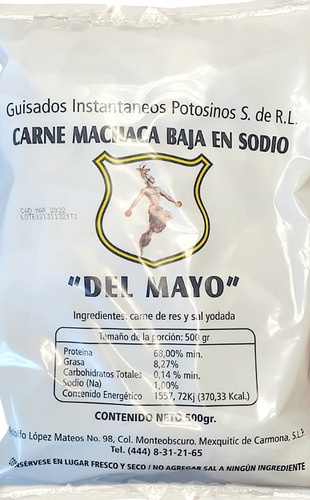 Guisados Instantaneos Potosinos S. de R.L.
CARNE MACHACA BAJA EN SODIO
CAD MAR 2022
LOTE12131132111
"DEL MAYO"
Ingredientes: carne de res y sal yodada
Tamaño de la porción: 500 gr
Proteina 68,00% min.
Grasa 8,27%
Carbohidratos Totales 0,14 % min.
Sodio (Na) 1,00%
Contenido Energético 1557, 72Kj (370,33 Kcal.)
CONTENIDO NETO 500gr.
Adolfo López Mateos No. 98, Col. Monteobscuro. Mexquitic de Carmona, S.L.P.
Tel. (444) 8-31-21-65
CONSÉRVESE EN LUGAR FRESCO Y SECO / NO AGREGAR SAL A NINGÚN INGREDIENTE